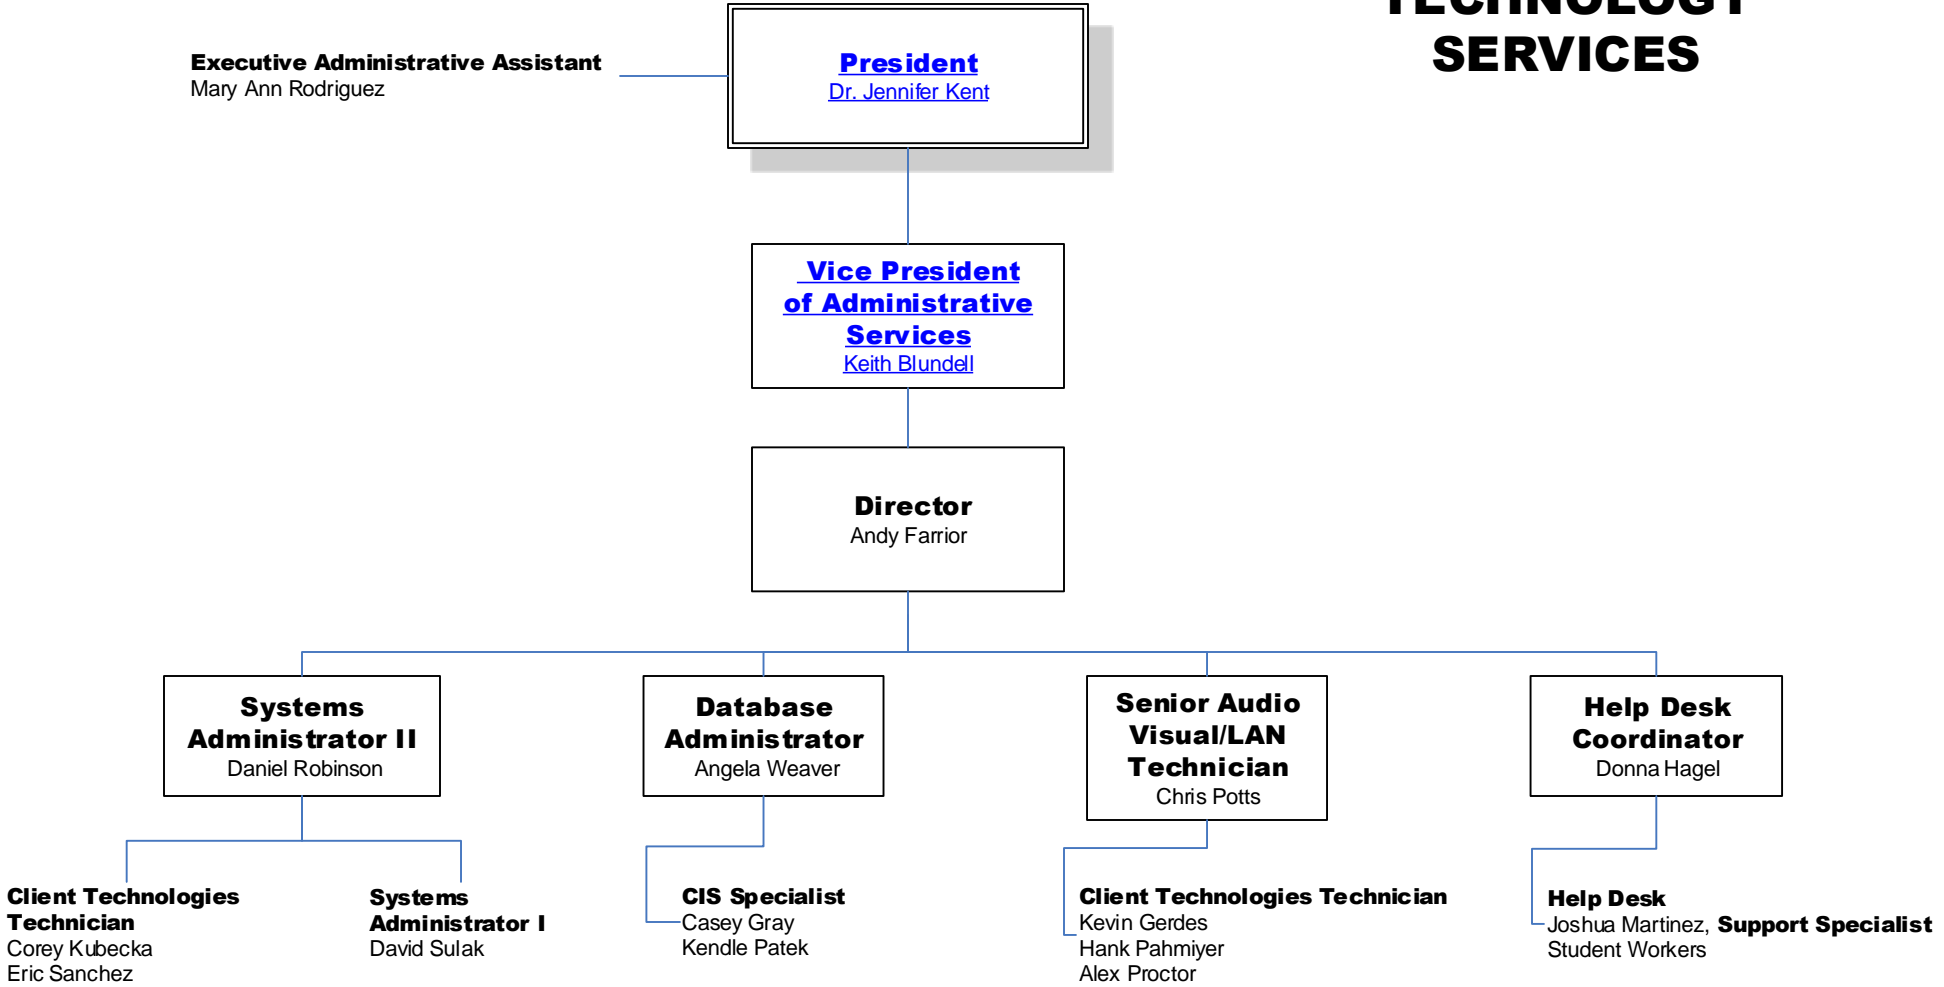 TECHNOLOGY
SERVICES
Executive Administrative Assistant
Mary Ann Rodriguez
President
Dr. Jennifer Kent
Vice President
of Administrative
Services
Keith Blundell
Director
Andy Farrior
Systems
Administrator II
Daniel Robinson
Database
Administrator
Angela Weaver
Senior Audio
Visual/LAN
Technician
Chris Potts
Help Desk
Coordinator
Donna Hagel
Client Technologies
Technician
Corey Kubecka
Eric Sanchez
Systems
Administrator I
David Sulak
CIS Specialist
Casey Gray
Kendle Patek
Client Technologies Technician
Kevin Gerdes
Hank Pahmiyer
Alex Proctor
Help Desk
Joshua Martinez, Support Specialist
Student Workers